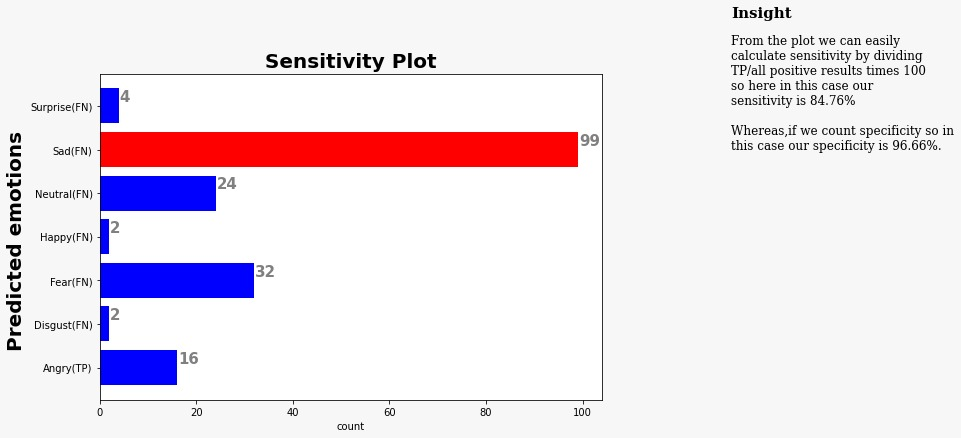 Insight
From the plot we can easily
calculate sensitivity by dividing
TP/all positive results times 100
so here in this case our
sensitivity is 84.76%
Whereas,if we count specificity so in
this case our specificity is 96.66%.
Sensitivity Plot
Predicted emotions
Surprise(FN)
4
Sad(FN)
99
Neutral(FN)
24
Happy(FN)
2
Fear(FN)
32
Disgust(FN)
2
Angry(TP)
16
0 20 40 60 80 100
count